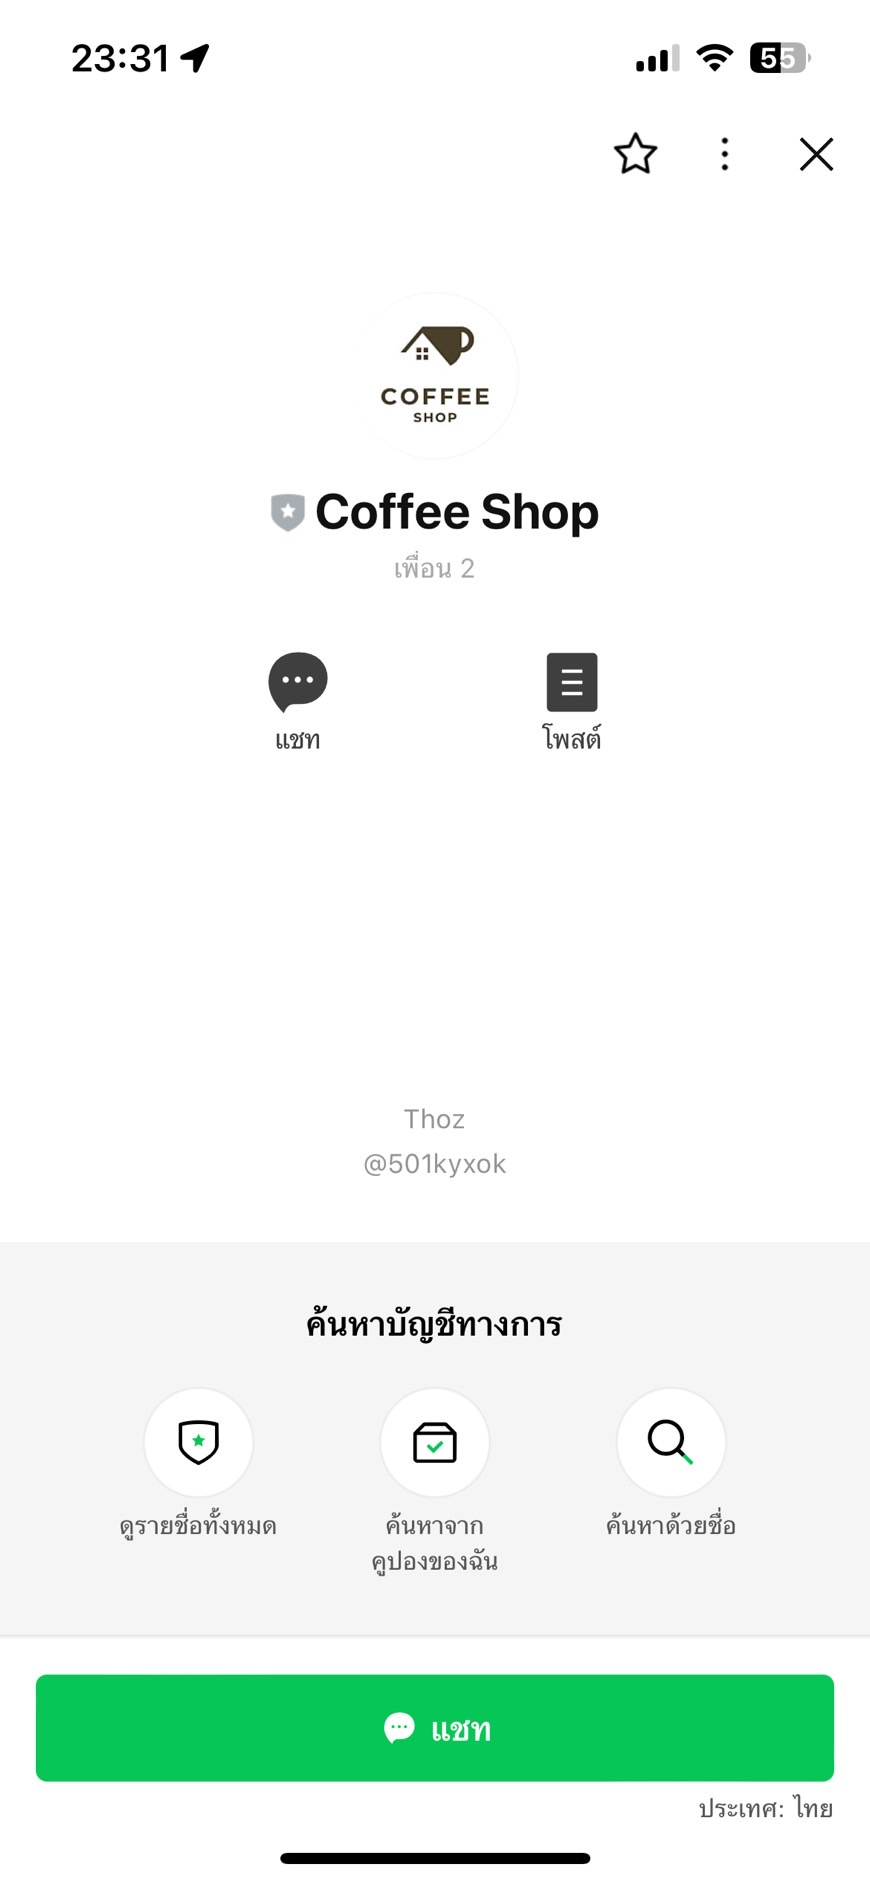 23:31
55
COFFEE
SHOP
Coffee Shop
เพื่อน 2
แชท
โพสต์
Thoz
@501kyxok
ค้นหาบัญชีทางการ
ดูรายชื่อทั้งหมด
ค้นหาจาก
คูปองของฉัน
ค้นหาด้วยชื่อ
แชท
ประเทศ: ไทย